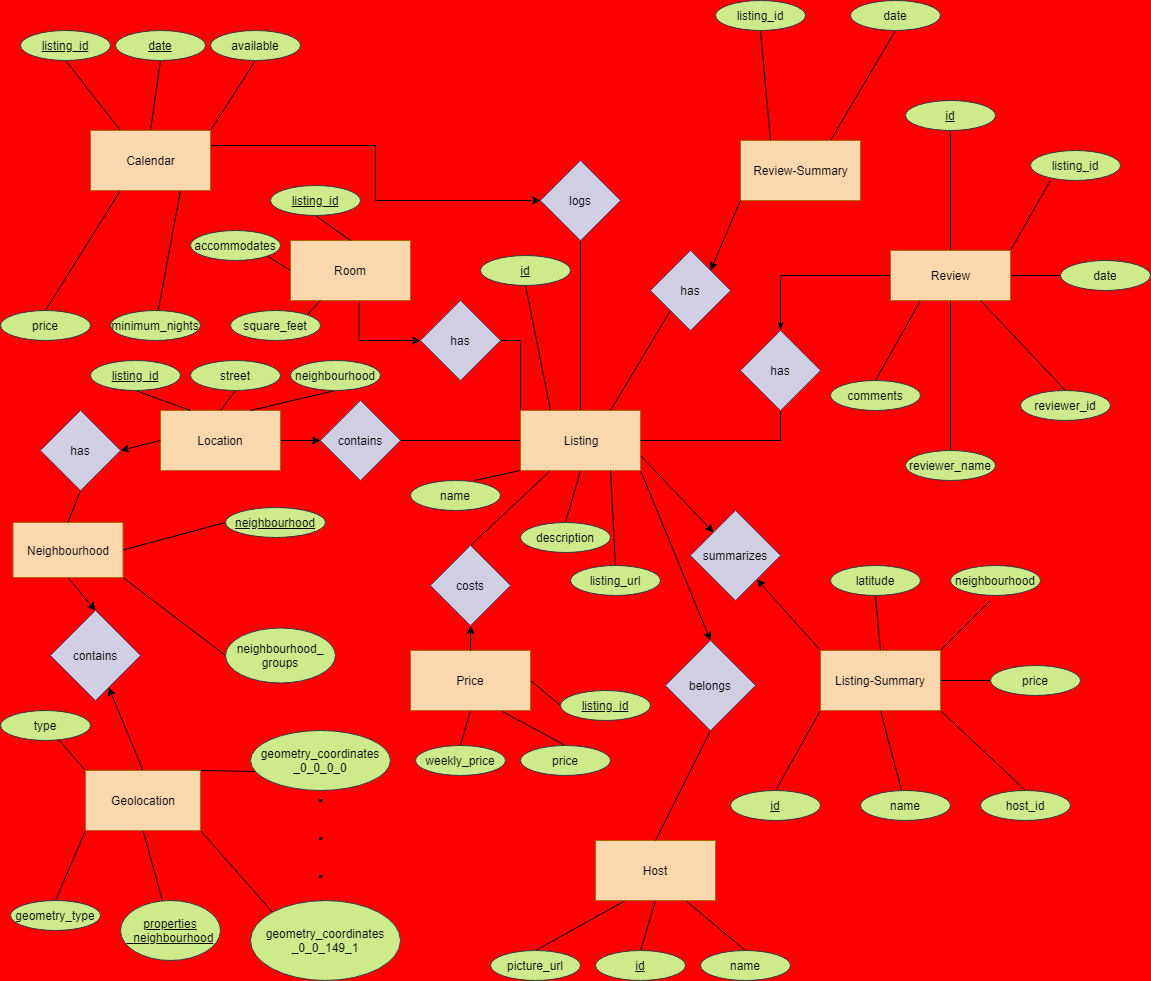 listing_id
date
listing_id
date
available
id
Calendar
Review-Summary
listing_id
listing_id
logs
accommodates
Room
id
Review
date
has
price
minimum_nights
square_feet
has
has
listing_id
street
neighbourhood
comments
reviewer_id
has
Location
contains
Listing
reviewer_name
name
neighbourhood
description
Neighbourhood
summarizes
costs
listing_url
latitude
neighbourhood
contains
neighbourhood_
groups
Price
belongs
Listing-Summary
price
listing_id
type
geometry_coordinates
_0_0_0_0
weekly_price
price
Geolocation
id
name
host_id
Host
geometry_type
properties
_neighbourhood
geometry_coordinates
_0_0_149_1
picture_url
id
name